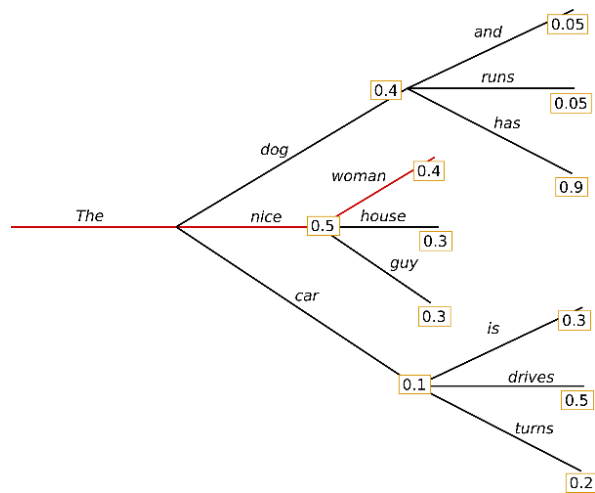 and
0.05
runs
0.4
0.05
has
dog
woman
0.4
0.9
The
nice
0.5
house
0.3
guy
car
0.3
is
0.3
drives
0.1
0.5
turns
0.2